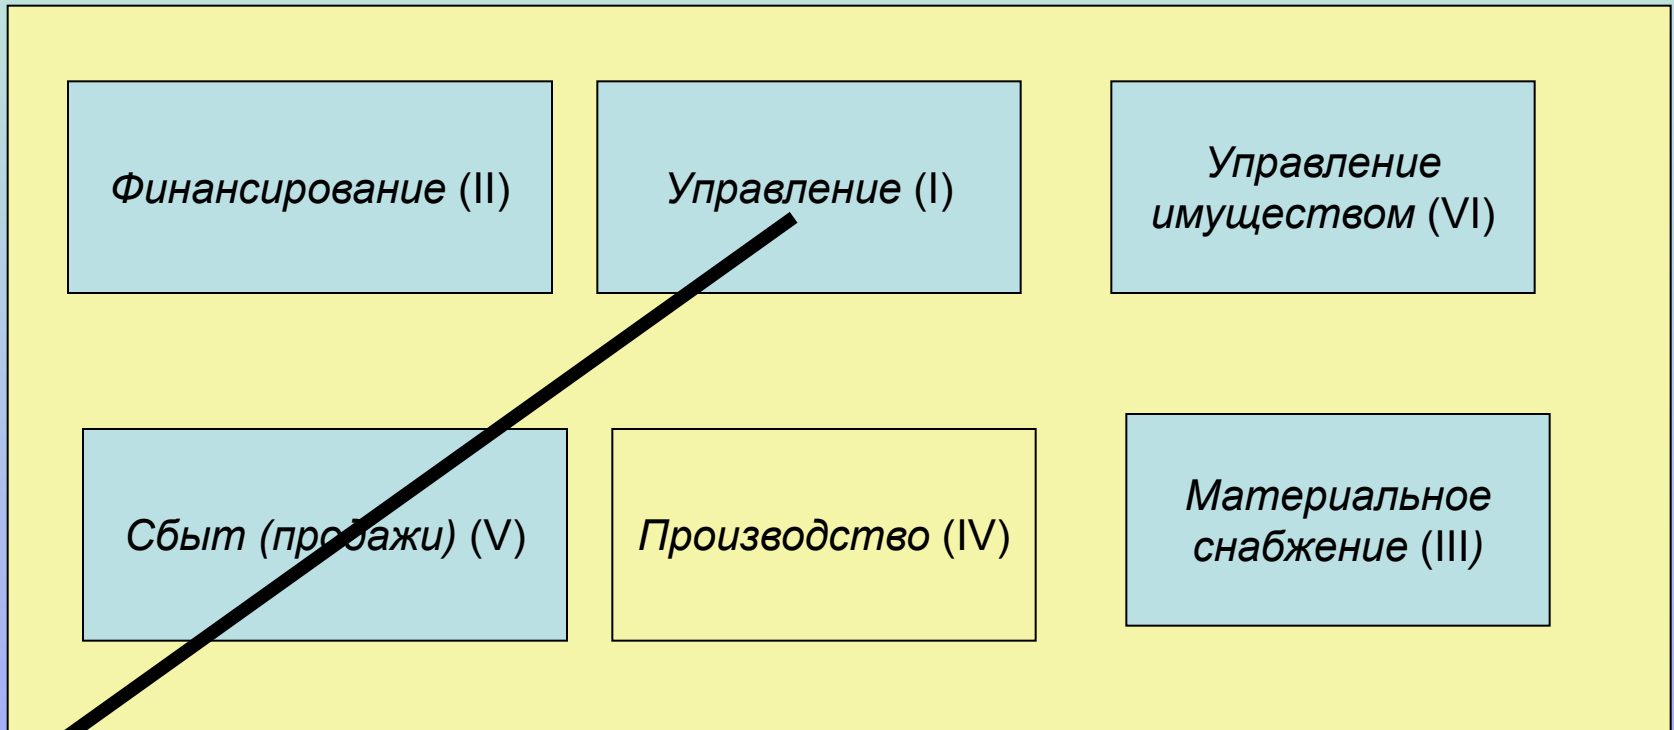 Финансирование (II)
Управление (I)
Управление
имуществом (VI)
Сбыт (продажи) (V)
Производство (IV)
Материальное
снабжение (III)